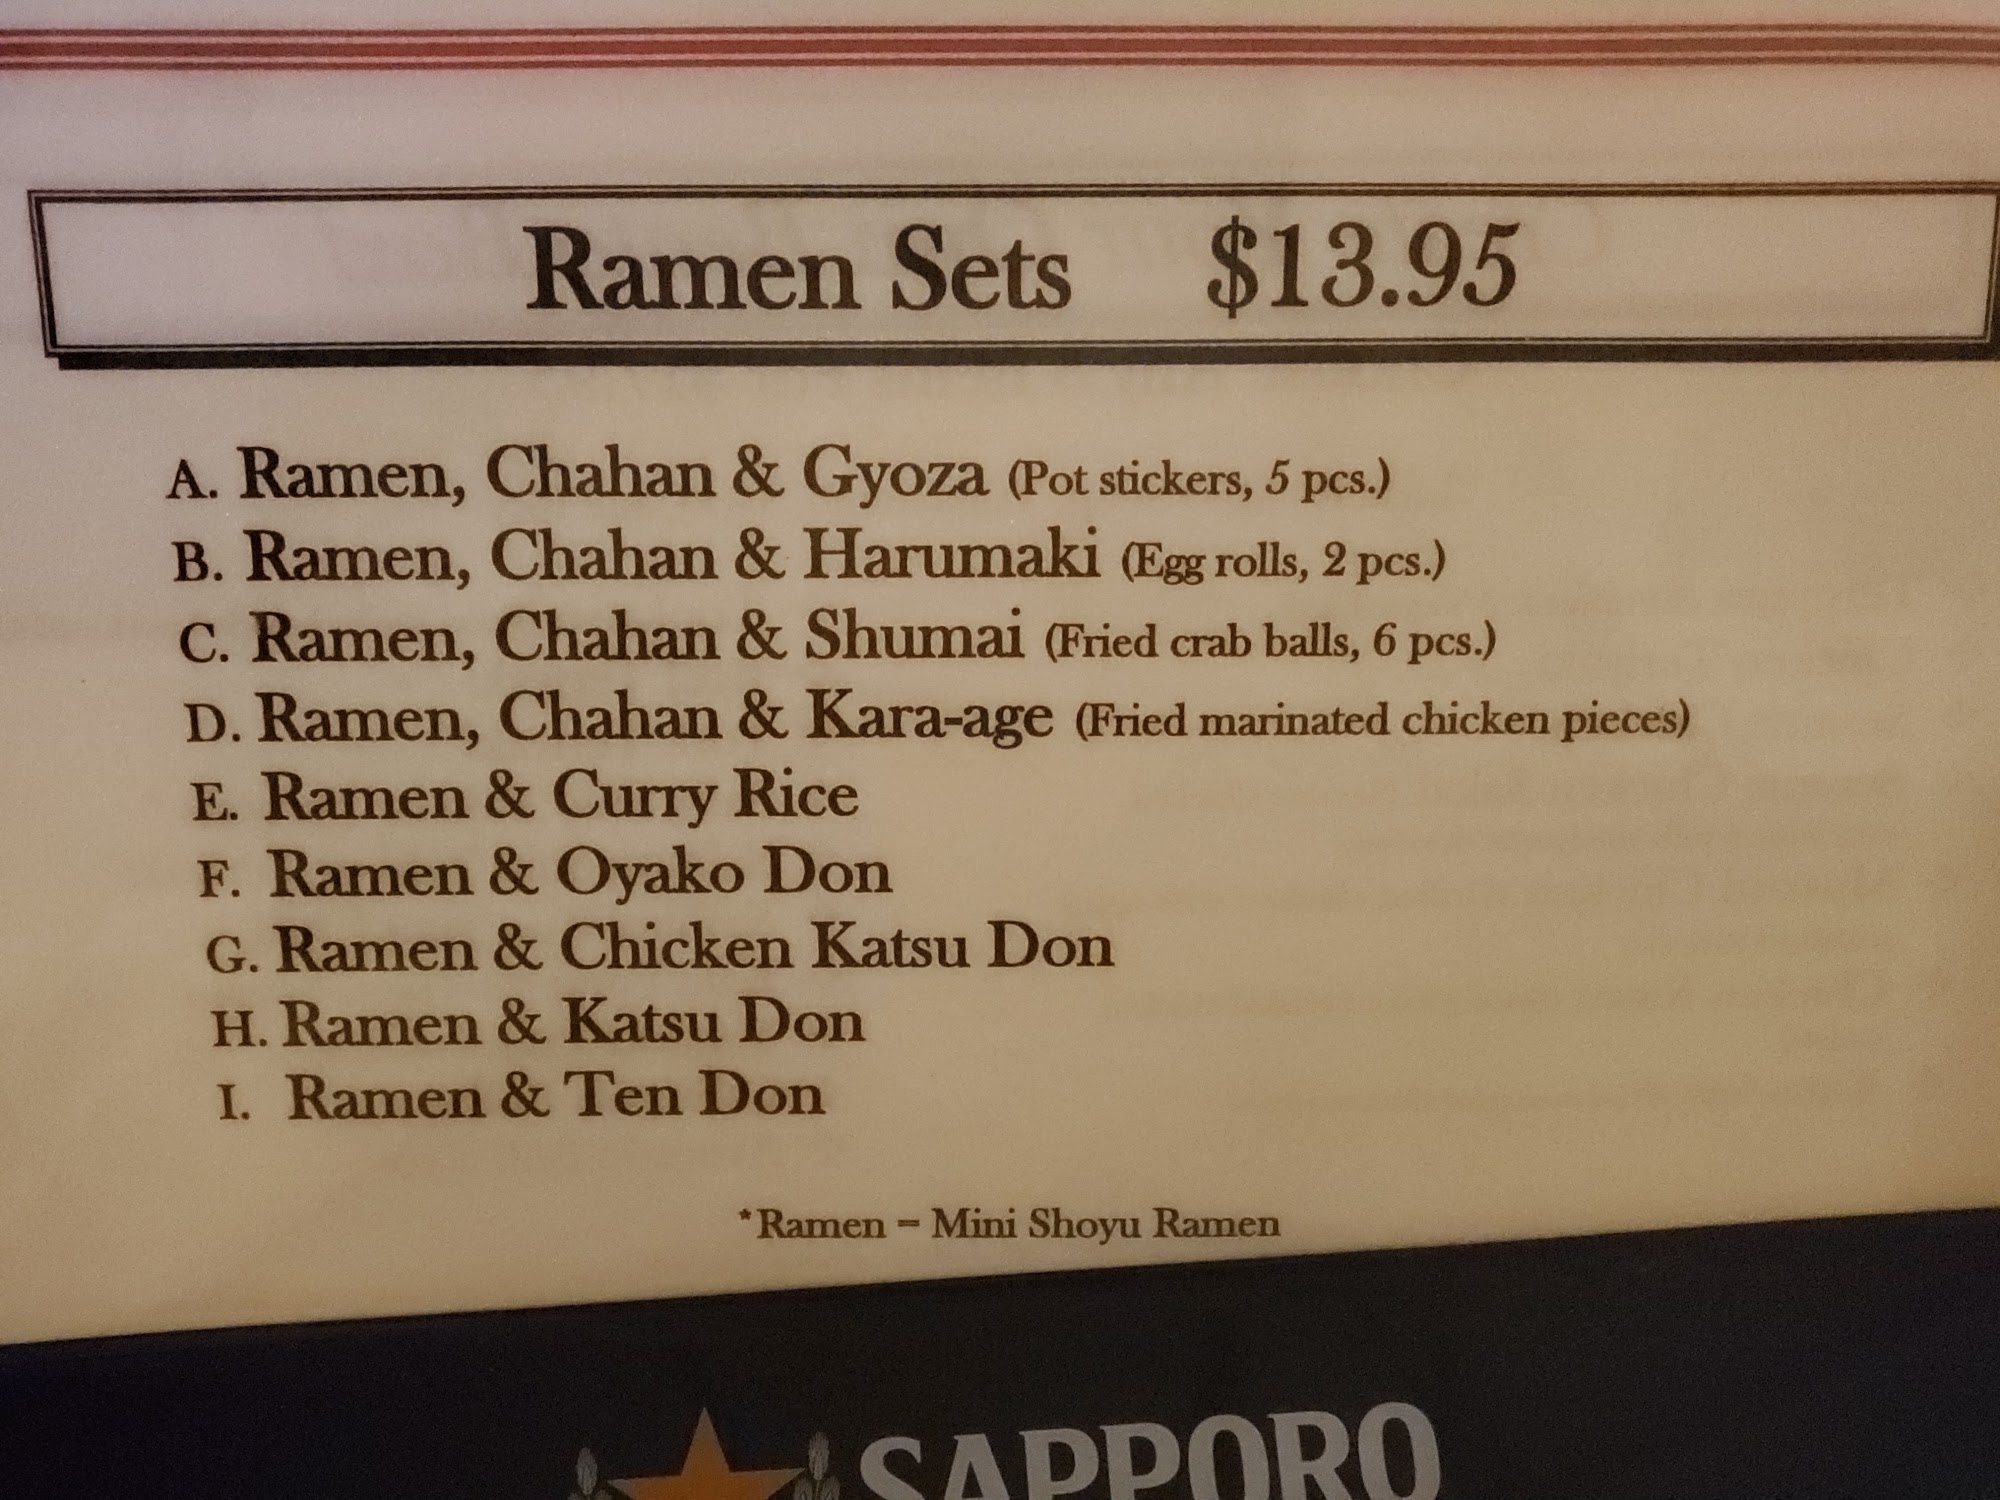 Ramen Sets $13.95
A. Ramen, Chahan & Gyoza (Pot stickers, 5 pcs.)
B. Ramen, Chahan & Harumaki (Egg rolls, 2 pcs.)
C. Ramen, Chahan & Shumai (Fried crab balls, 6 pcs.)
D. Ramen, Chahan & Kara-age (Fried marinated chicken pieces)
E. Ramen & Curry Rice
F. Ramen & Oyako Don
G. Ramen & Chicken Katsu Don
H. Ramen & Katsu Don
I. Ramen & Ten Don
*Ramen = Mini Shoyu Ramen
SAPPORO